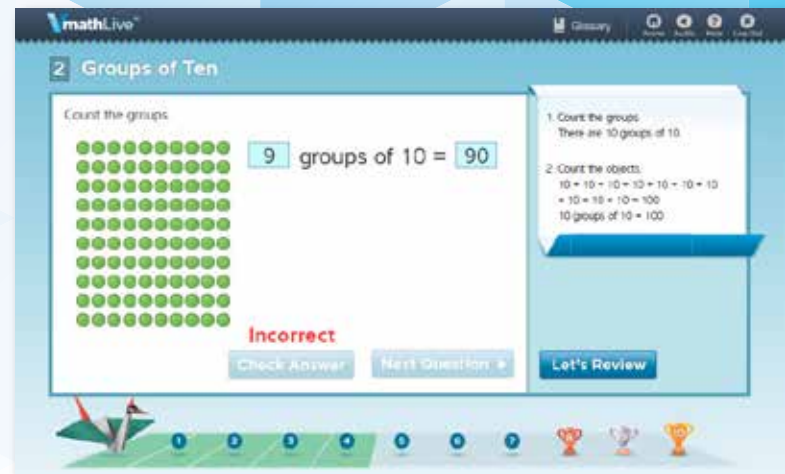 VmathLive™
Glossary
2 Groups of Ten
Count the groups.
9 groups of 10 = 90
Incorrect
Check Answer
Next Question
1. Count the groups.
There are 10 groups of 10.
2. Count the objects.
10 + 10 + 10 + 10 + 10 + 10 + 10
+ 10 + 10 + 10 = 100
10 groups of 10 = 100
Let's Review
1 2 3 4 5 6 7